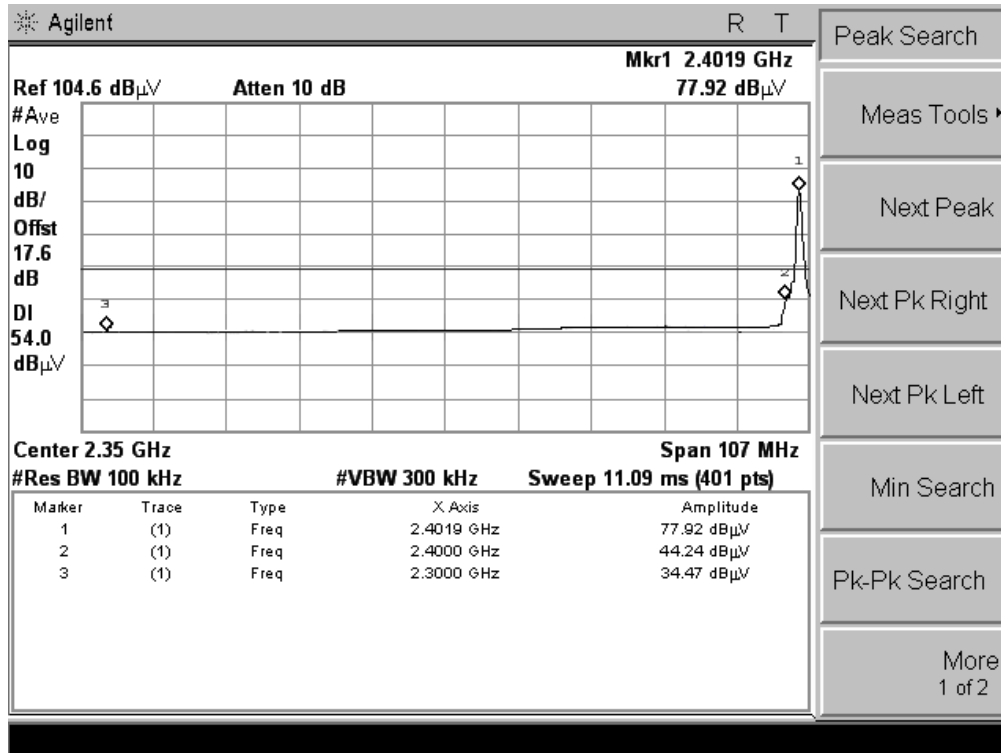 Agilent R T
Mkr1 2.4019 GHz
Ref 104.6 dBμV Atten 10 dB 77.92 dBμV
#Ave
Log
10
dB/
Offst
17.6
dB
DI
54.0
dBμV
1
2
3
Center 2.35 GHz Span 107 MHz
#Res BW 100 kHz #VBW 300 kHz Sweep 11.09 ms (401 pts)
Marker Trace Type X Axis Amplitude
1 (1) Freq 2.4019 GHz 77.92 dBμV
2 (1) Freq 2.4000 GHz 44.24 dBμV
3 (1) Freq 2.3000 GHz 34.47 dBμV
Peak Search
Meas Tools
Next Peak
Next Pk Right
Next Pk Left
Min Search
Pk-Pk Search
More
1 of 2